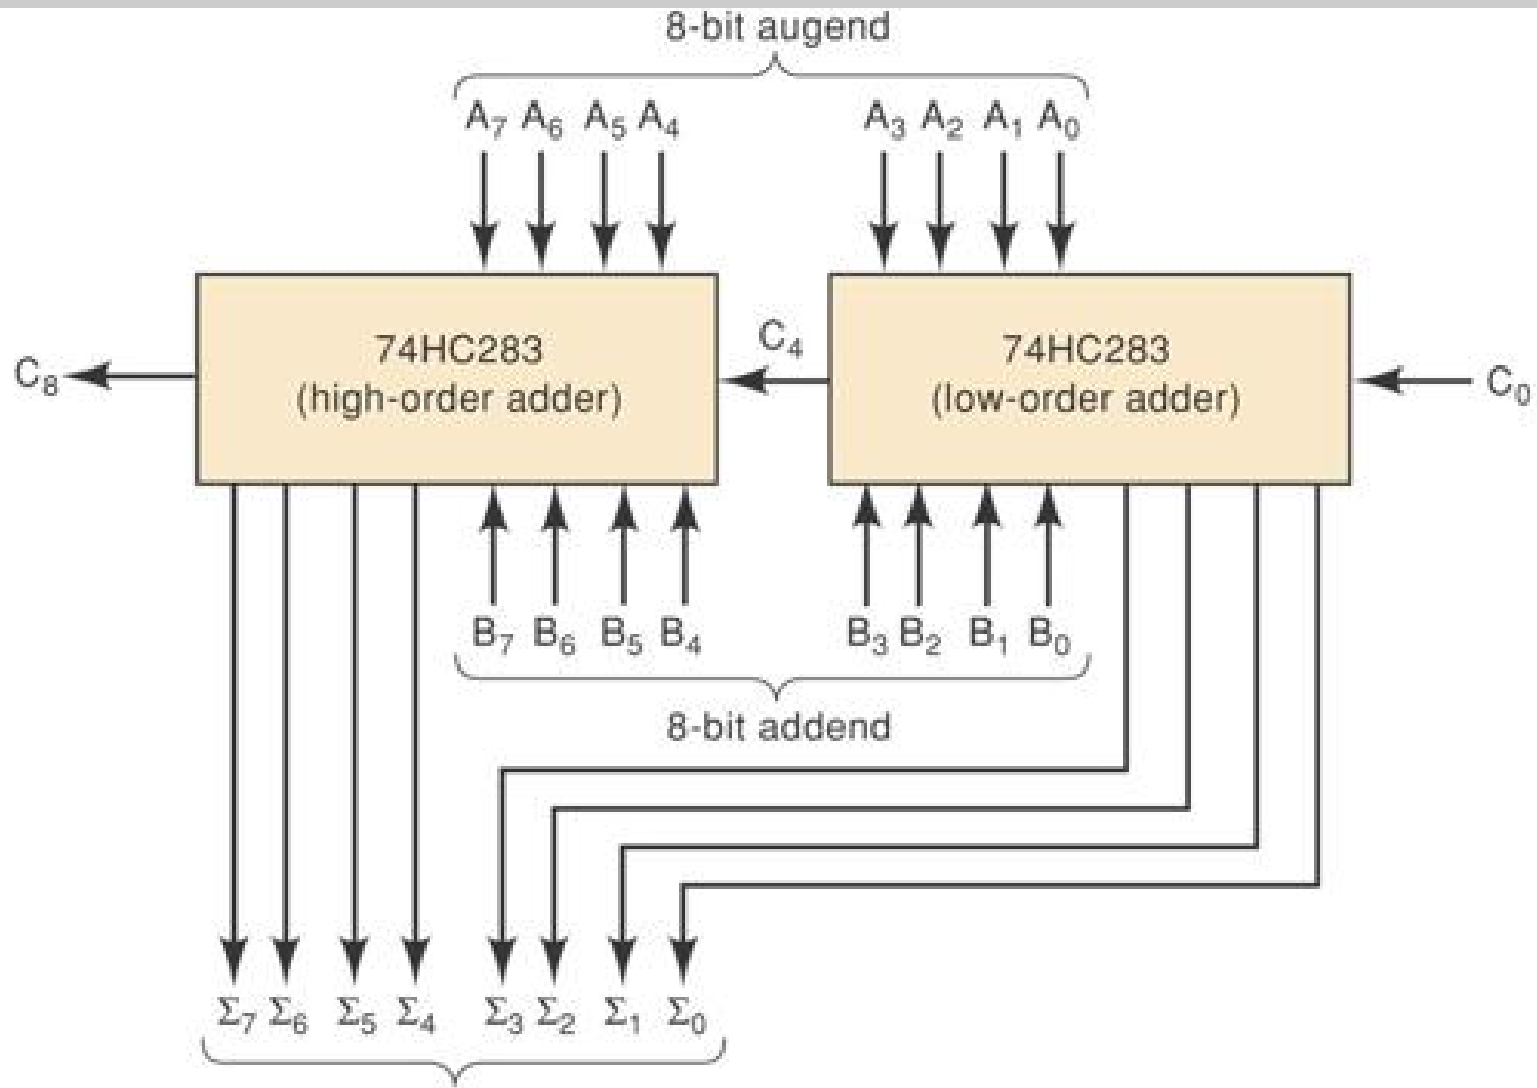 8-bit augend
A₇ A₆ A₅ A₄ A₃ A₂ A₁ A₀
C₈
74HC283
(high-order adder)
C₄
74HC283
(low-order adder)
C₀
B₇ B₆ B₅ B₄ B₃ B₂ B₁ B₀
8-bit addend
Σ₇ Σ₆ Σ₅ Σ₄ Σ₃ Σ₂ Σ₁ Σ₀